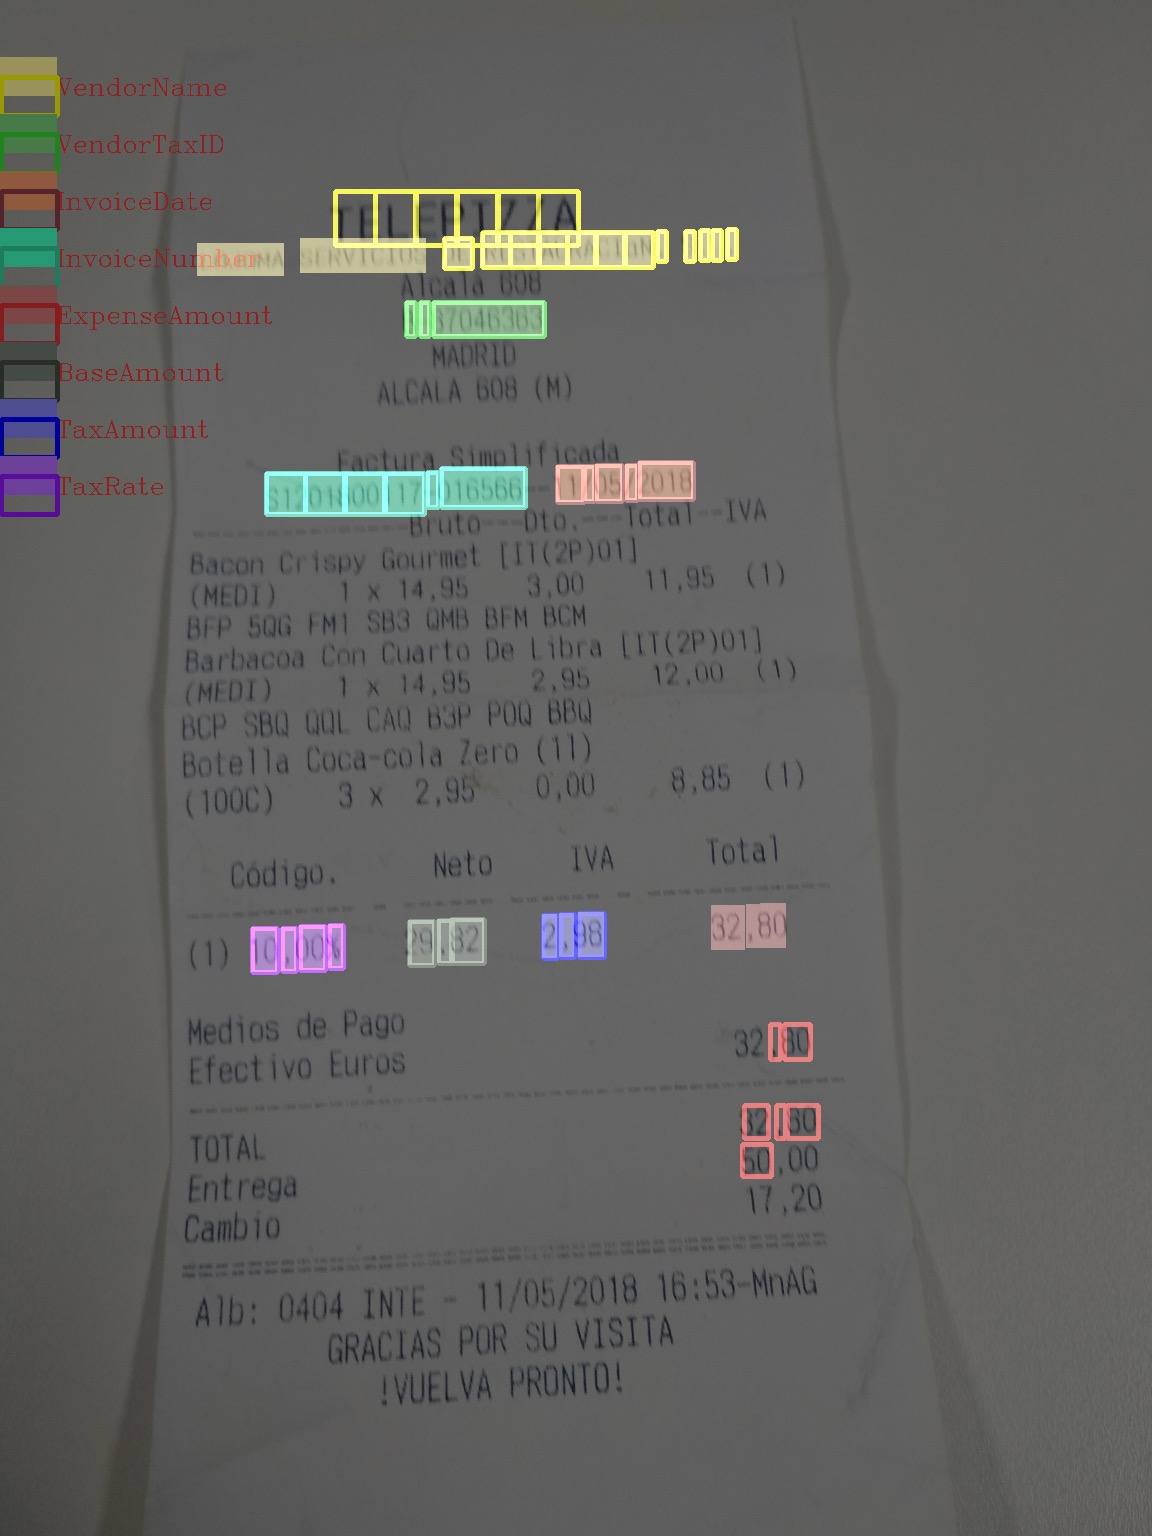 VendorName
VendorTaxID
InvoiceDate
InvoiceNumber
ExpenseAmount
BaseAmount
TaxAmount
TaxRate
TELEPIZZA
SERVICIOS DE RESTAURACION
Alcala 608
67046363
MADRID
ALCALA 608 (M)
Factura Simplificada
016566 11/05/2018
Bruto---Dto.---Total--IVA
Bacon Crispy Gourmet [IT(2P)01]
(MEDI) 1 x 14,95 3,00 11,95 (1)
BFP 5QG FM1 SB3 QMB BFM BCM
Barbacoa Con Cuarto De Libra [IT(2P)01]
(MEDI) 1 x 14,95 2,95 12,00 (1)
BCP SBQ QQL CAQ B3P POQ BBQ
Botella Coca-cola Zero (1l)
(100C) 3 x 2,95 0,00 8,85 (1)
Código. Neto IVA Total
(1) 10,00% 29,82 2,98 32,80
Medios de Pago
Efectivo Euros 32,80
TOTAL 32,80
Entrega 50,00
Cambio 17,20
Alb: 0404 INTE - 11/05/2018 16:53-MnAG
GRACIAS POR SU VISITA
!VUELVA PRONTO!